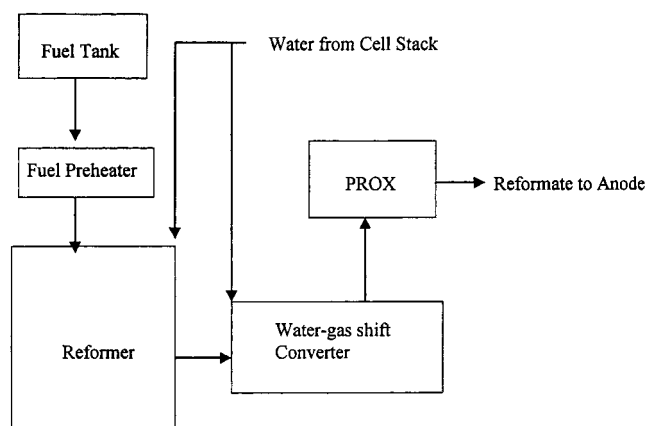 Fuel Tank
Water from Cell Stack
Fuel Preheater
PROX
Reformate to Anode
Reformer
Water-gas shift
Converter